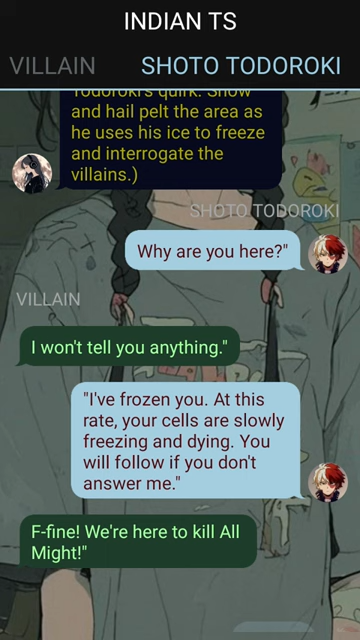 INDIAN TS
VILLAIN
SHOTO TODOROKI
Todoroki's quirk. Snow
and hail pelt the area as
he uses his ice to freeze
and interrogate the
villains.)
SHOTO TODOROKI
Why are you here?"
VILLAIN
I won't tell you anything."
"I've frozen you. At this
rate, your cells are slowly
freezing and dying. You
will follow if you don't
answer me."
F-fine! We're here to kill All
Might!"